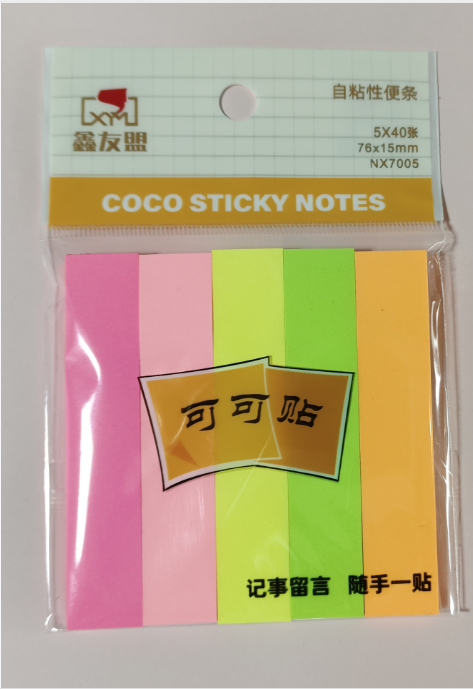 自粘性便条
XYM
鑫友盟
5X40张
76x15mm
NX7005
COCO STICKY NOTES
可可贴
记事留言 随手一贴